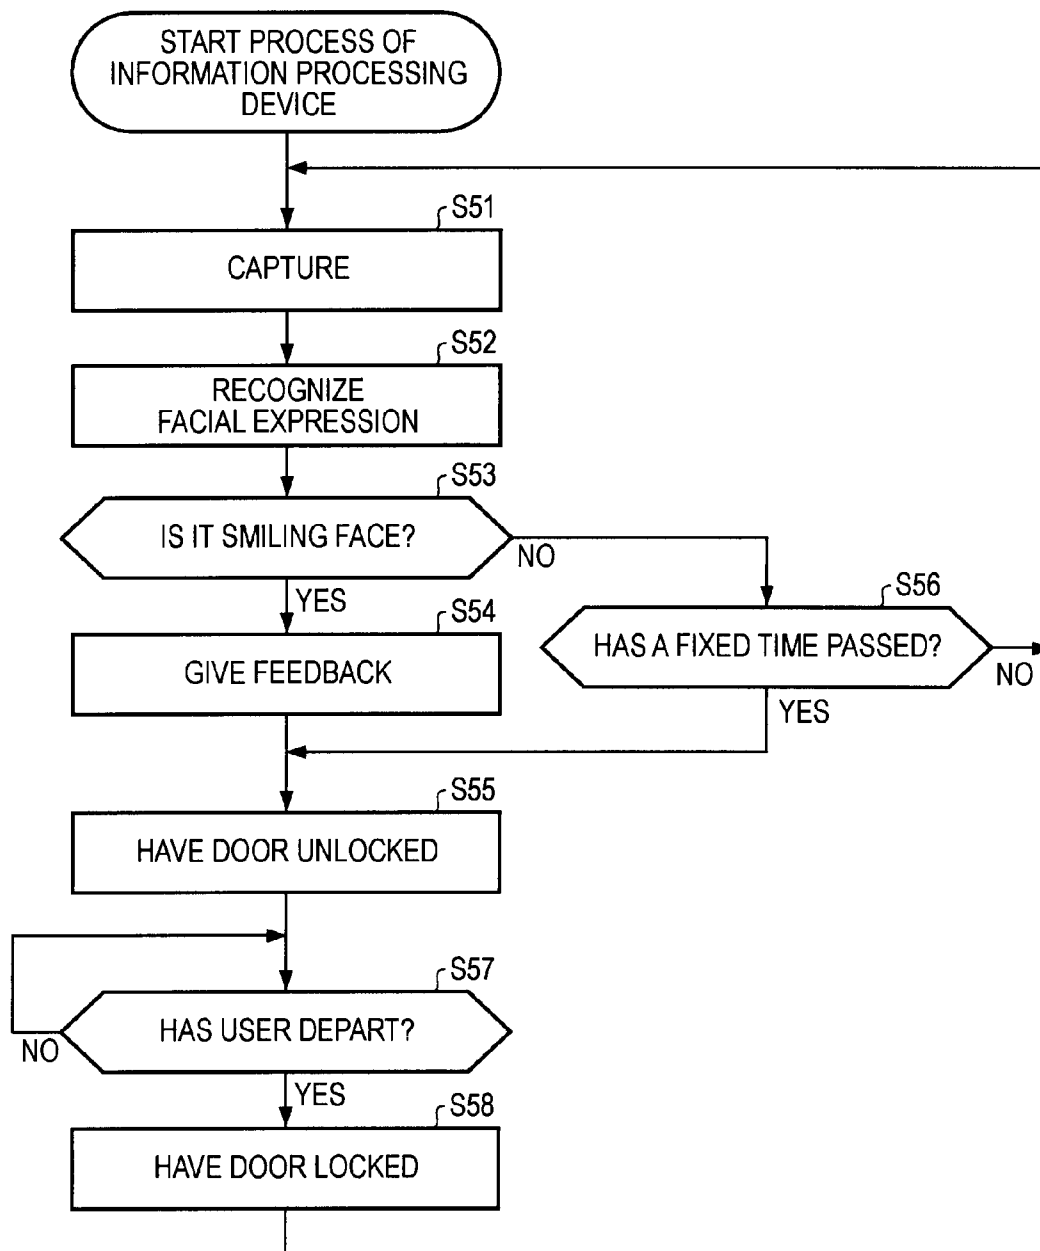 START PROCESS OF
INFORMATION PROCESSING
DEVICE
S51
CAPTURE
S52
RECOGNIZE
FACIAL EXPRESSION
S53
IS IT SMILING FACE?
NO
YES
S56
HAS A FIXED TIME PASSED?
NO
YES
S54
GIVE FEEDBACK
S55
HAVE DOOR UNLOCKED
S57
HAS USER DEPART?
NO
YES
S58
HAVE DOOR LOCKED